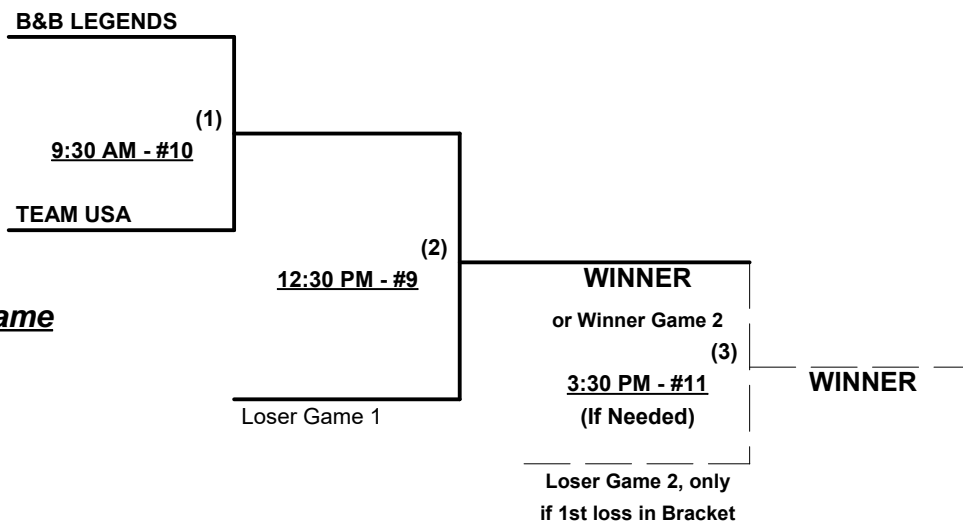 B&B LEGENDS
(1)
9:30 AM - #10
TEAM USA
(2)
12:30 PM - #9
WINNER
or Winner Game 2
(3)
3:30 PM - #11
WINNER
(If Needed)
Loser Game 1
Loser Game 2, only
if 1st loss in Bracket